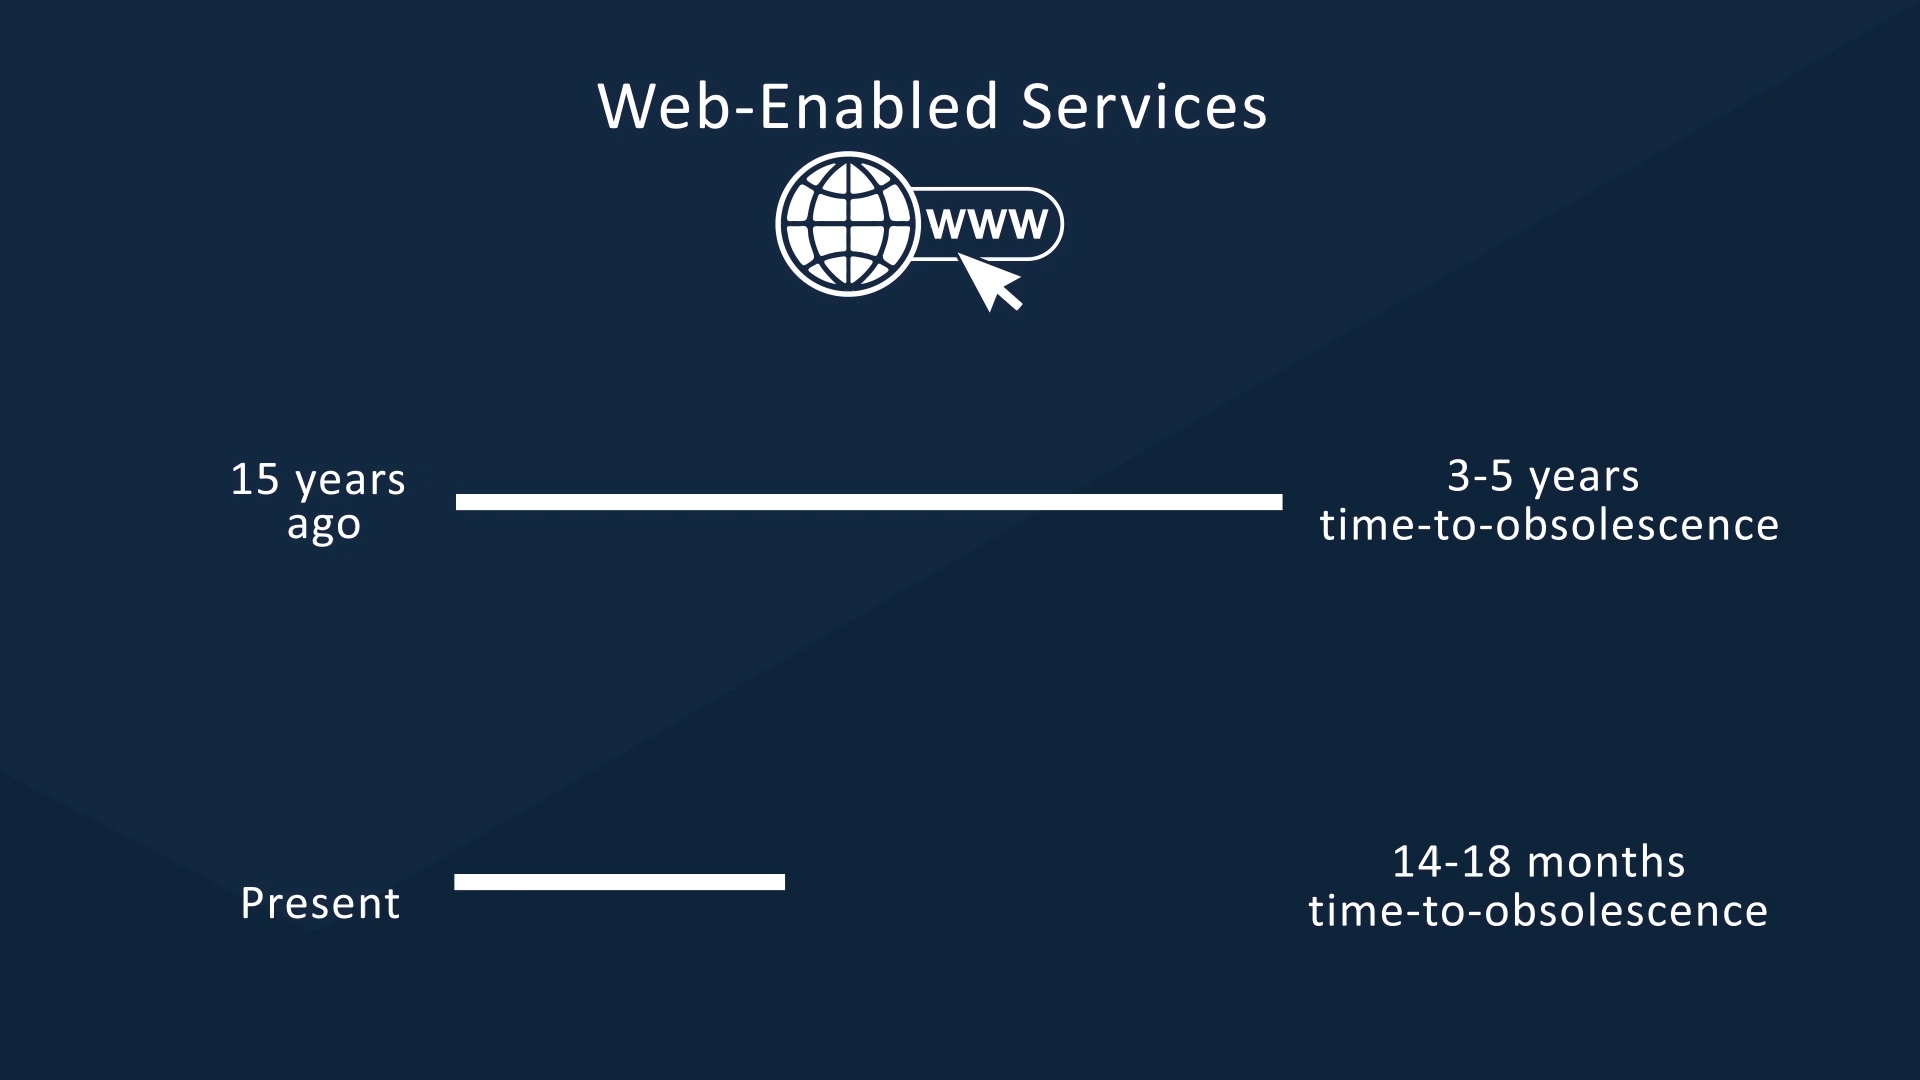 Web-Enabled Services
WWW
15 years
ago
3-5 years
time-to-obsolescence
Present
14-18 months
time-to-obsolescence